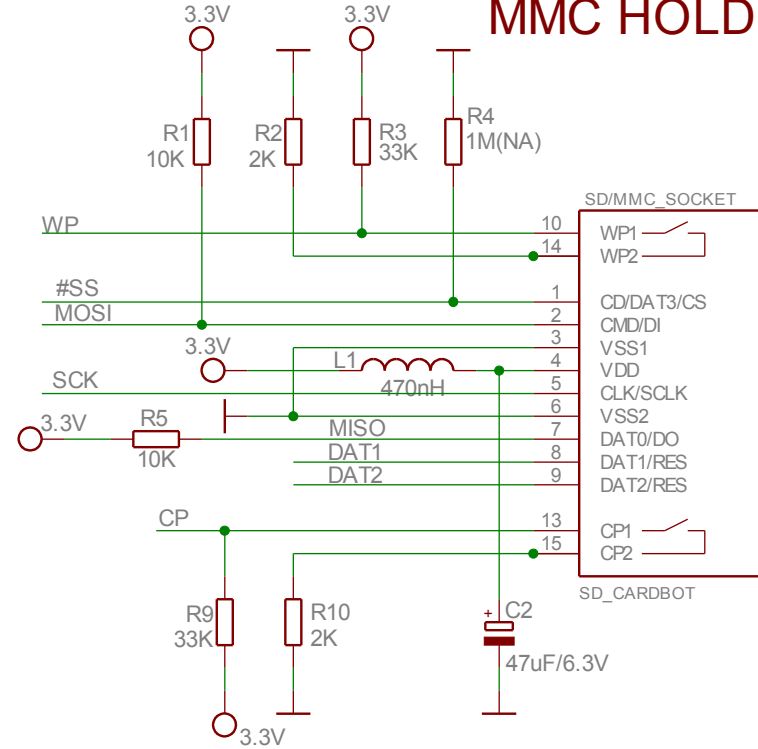 MMC HOLD
3.3V
3.3V
R1
10K
R2
2K
R3
33K
R4
1M(NA)
SD/MMC_SOCKET
WP
10
WP1
14
WP2
#SS
1
CD/DAT3/CS
MOSI
2
CMD/DI
3
VSS1
3.3V
L1
470nH
4
VDD
SCK
5
CLK/SCLK
6
VSS2
3.3V
R5
10K
MISO
7
DAT0/DO
DAT1
8
DAT1/RES
DAT2
9
DAT2/RES
CP
13
CP1
15
CP2
SD_CARDBOT
R9
33K
R10
2K
+
C2
47uF/6.3V
3.3V